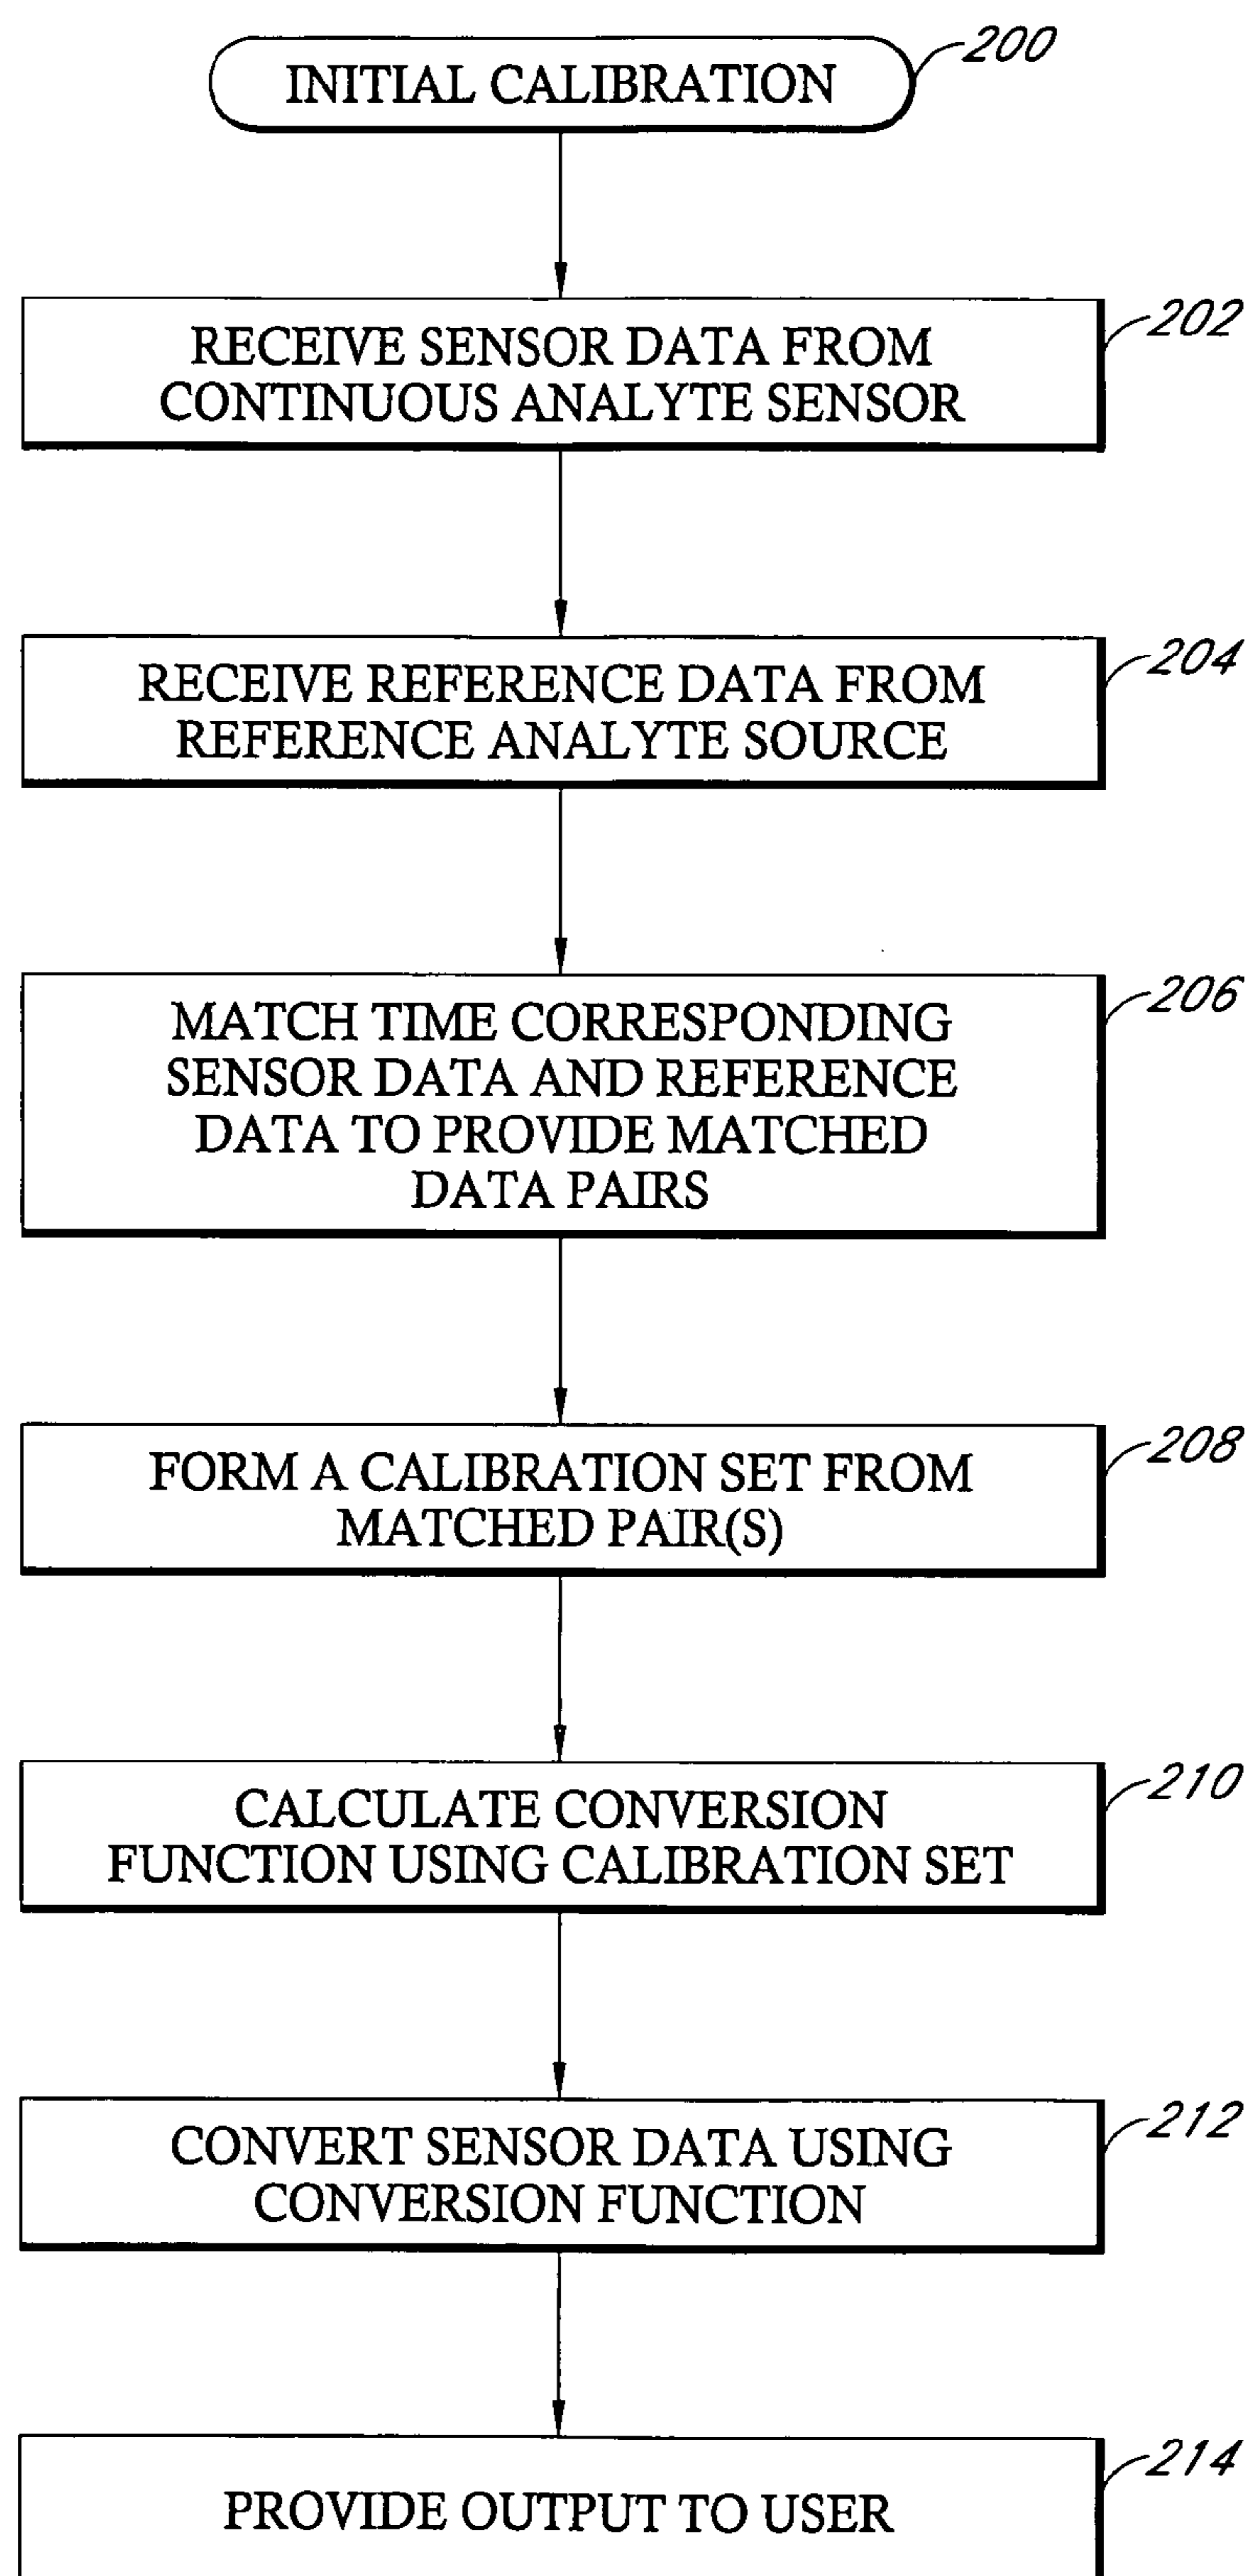 INITIAL CALIBRATION
200
RECEIVE SENSOR DATA FROM
CONTINUOUS ANALYTE SENSOR
202
RECEIVE REFERENCE DATA FROM
REFERENCE ANALYTE SOURCE
204
MATCH TIME CORRESPONDING
SENSOR DATA AND REFERENCE
DATA TO PROVIDE MATCHED
DATA PAIRS
206
FORM A CALIBRATION SET FROM
MATCHED PAIR(S)
208
CALCULATE CONVERSION
FUNCTION USING CALIBRATION SET
210
CONVERT SENSOR DATA USING
CONVERSION FUNCTION
212
PROVIDE OUTPUT TO USER
214